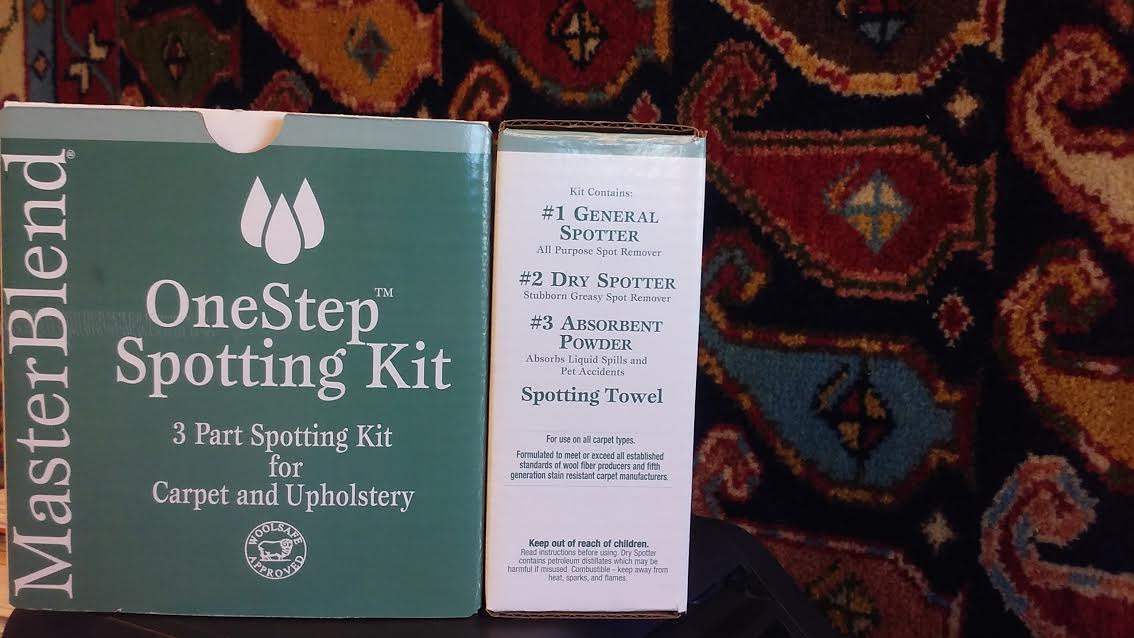 MasterBlend®
OneStep™
Spotting Kit
3 Part Spotting Kit
for
Carpet and Upholstery
WOOLSAFE
APPROVED
Kit Contains:
#1 GENERAL
SPOTTER
All Purpose Spot Remover
#2 DRY SPOTTER
Stubborn Greasy Spot Remover
#3 ABSORBENT
POWDER
Absorbs Liquid Spills and
Pet Accidents
Spotting Towel
For use on all carpet types.
Formulated to meet or exceed all established
standards of wool fiber producers and fifth
generation stain resistant carpet manufacturers.
Keep out of reach of children.
Read instructions before using. Dry Spotter
contains petroleum distillates which may be
harmful if misused. Combustible - keep away from
heat, sparks, and flames.